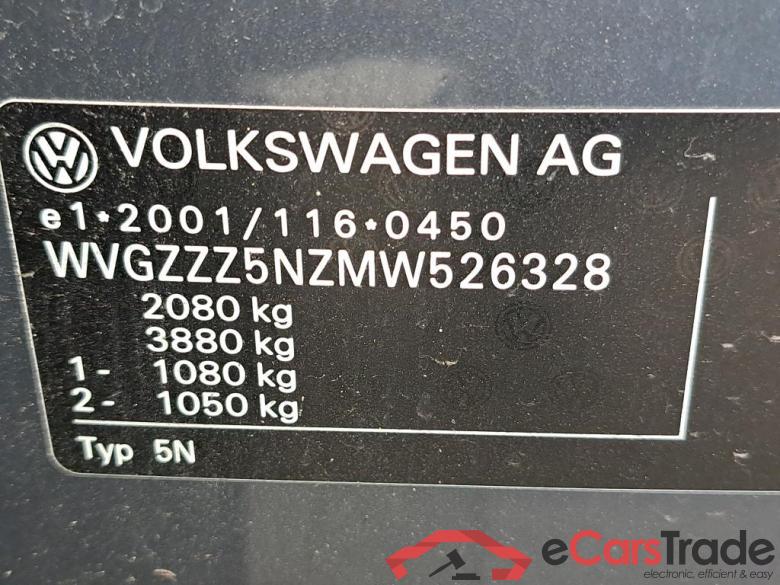 VOLKSWAGEN AG
e1*2001/116*0450
WVGZZZ5NZMW526328
2080 kg
3880 kg
1- 1080 kg
2- 1050 kg
Typ 5N
eCarsTrade
electronic, efficient & easy